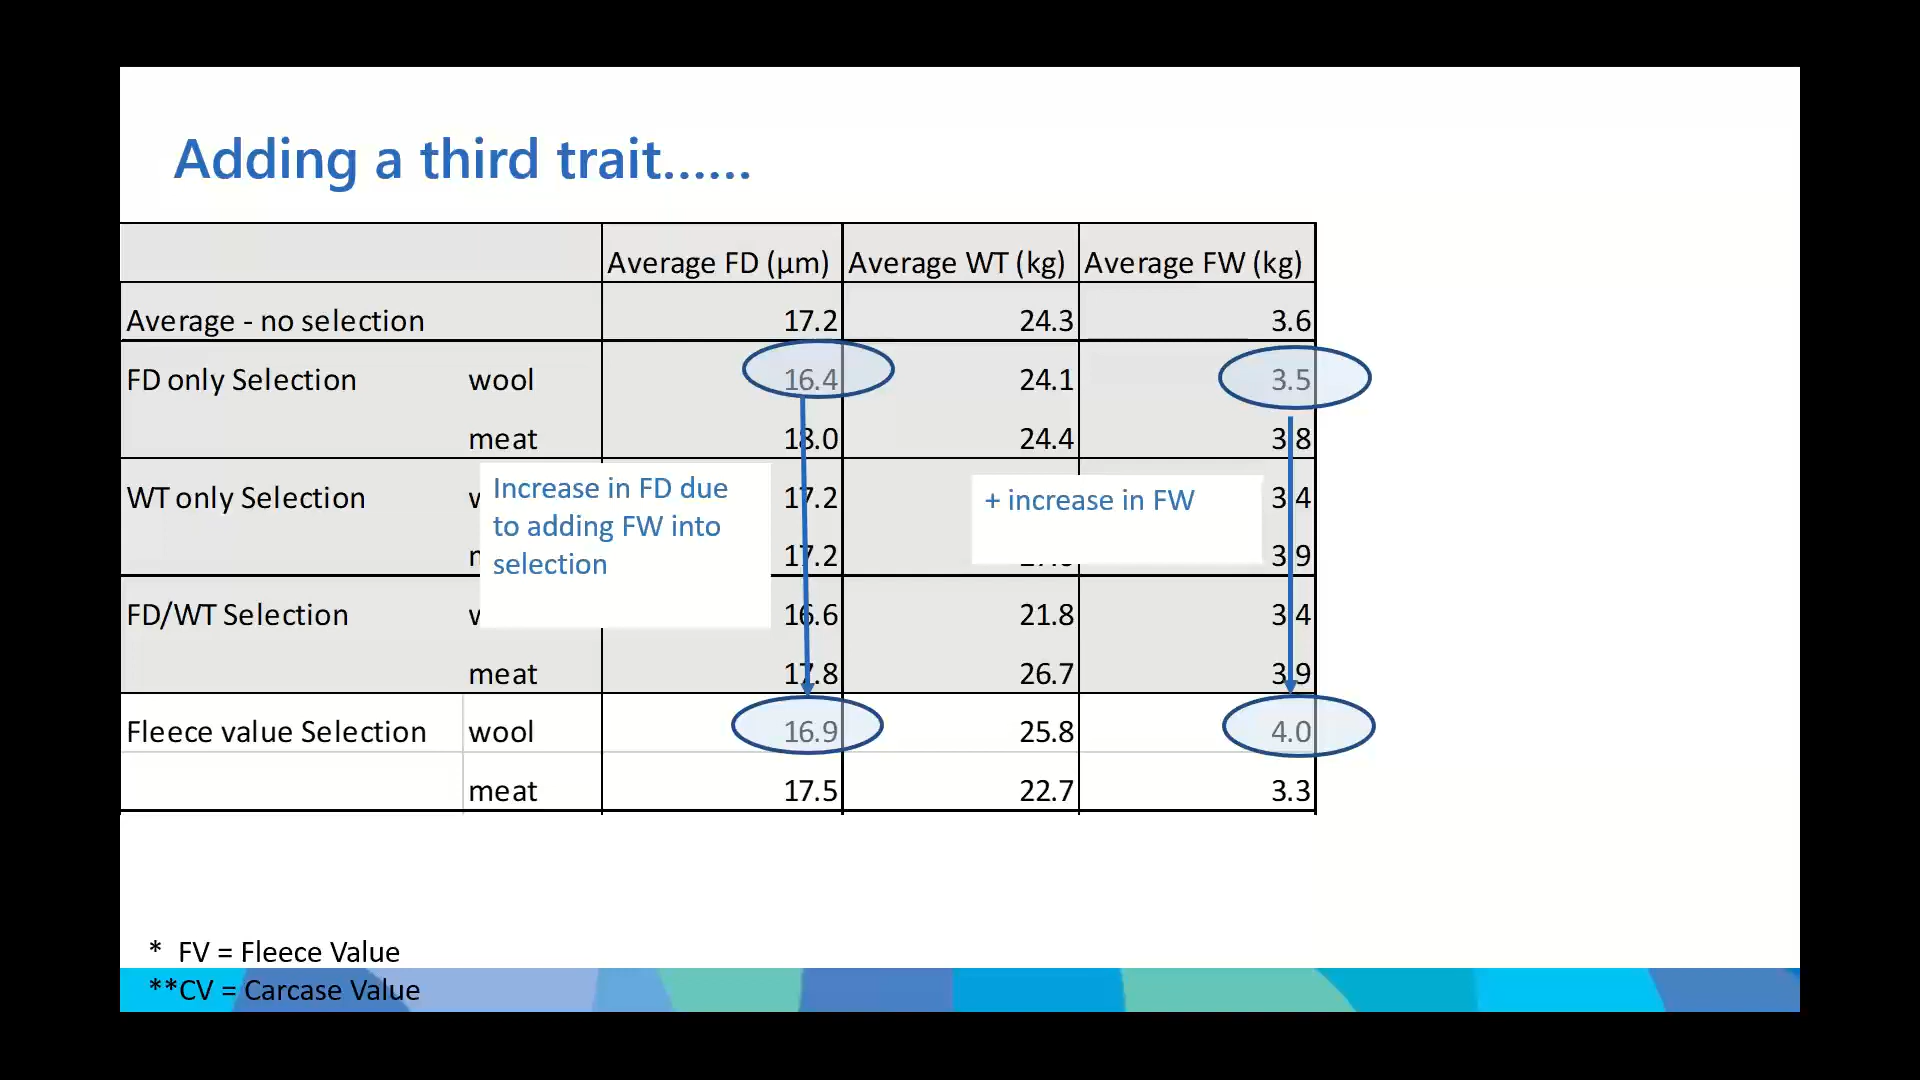 Adding a third trait......
Average FD (µm) Average WT (kg) Average FW (kg)
Average - no selection 17.2 24.3 3.6
FD only Selection wool 16.4 24.1 3.5
meat 18.0 24.4 3.8
WT only Selection 17.2 3.4
17.2 3.9
Increase in FD due
to adding FW into
selection
+ increase in FW
FD/WT Selection 16.6 21.8 3.4
meat 17.8 26.7 3.9
Fleece value Selection wool 16.9 25.8 4.0
meat 17.5 22.7 3.3
* FV = Fleece Value
**CV = Carcase Value